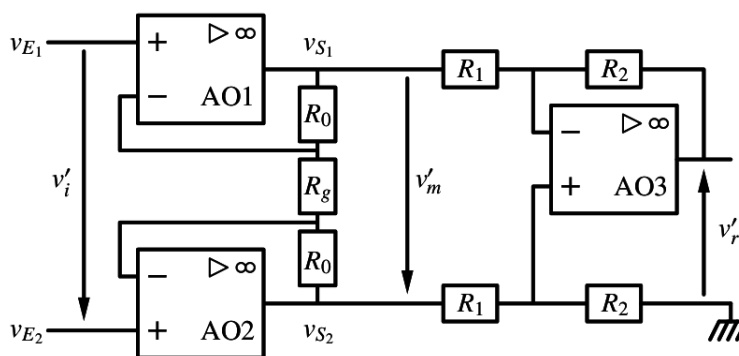 v_{E_1}
+
▷ ∞
−
AO1
v_{S_1}
R_0
R_g
R_0
v'_i
v'_m
−
▷ ∞
+
AO2
v_{E_2}
v_{S_2}
R_1
R_2
−
▷ ∞
+
AO3
v'_r
R_1
R_2